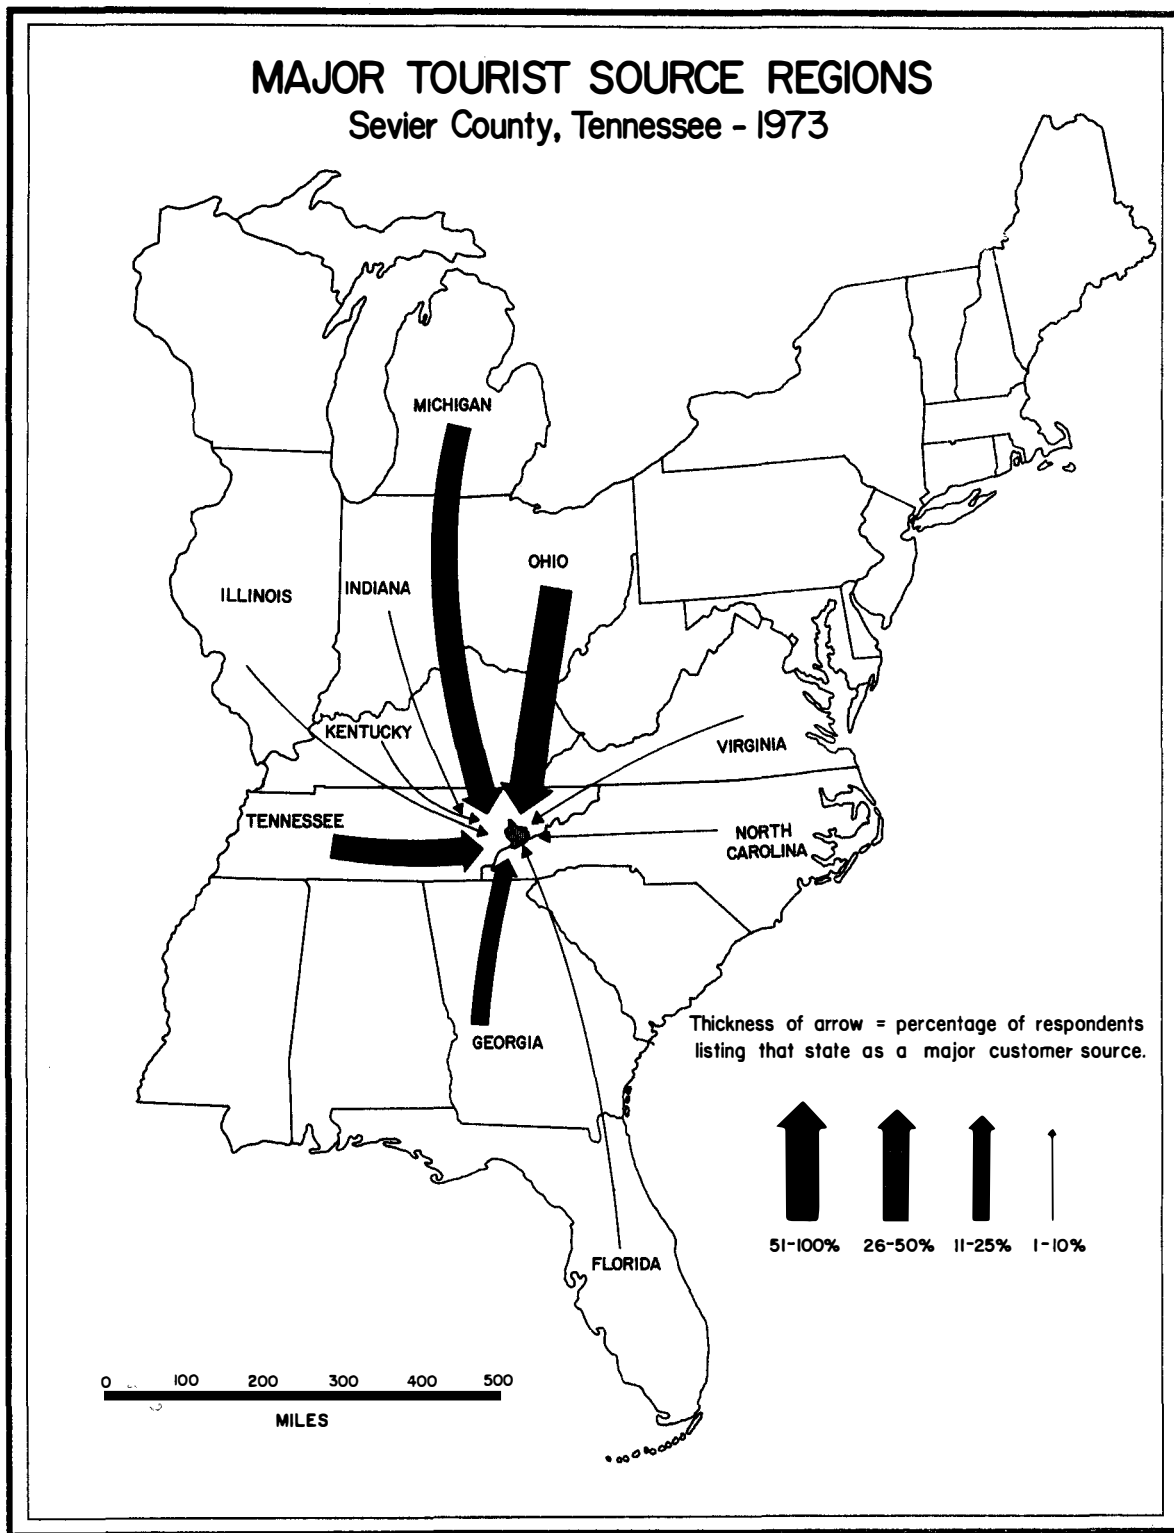 MAJOR TOURIST SOURCE REGIONS
Sevier County, Tennessee - 1973
MICHIGAN
OHIO
ILLINOIS
INDIANA
KENTUCKY
VIRGINIA
TENNESSEE
NORTH
CAROLINA
GEORGIA
Thickness of arrow = percentage of respondents
listing that state as a major customer source.
51-100% 26-50% 11-25% 1-10%
FLORIDA
0 100 200 300 400 500
MILES